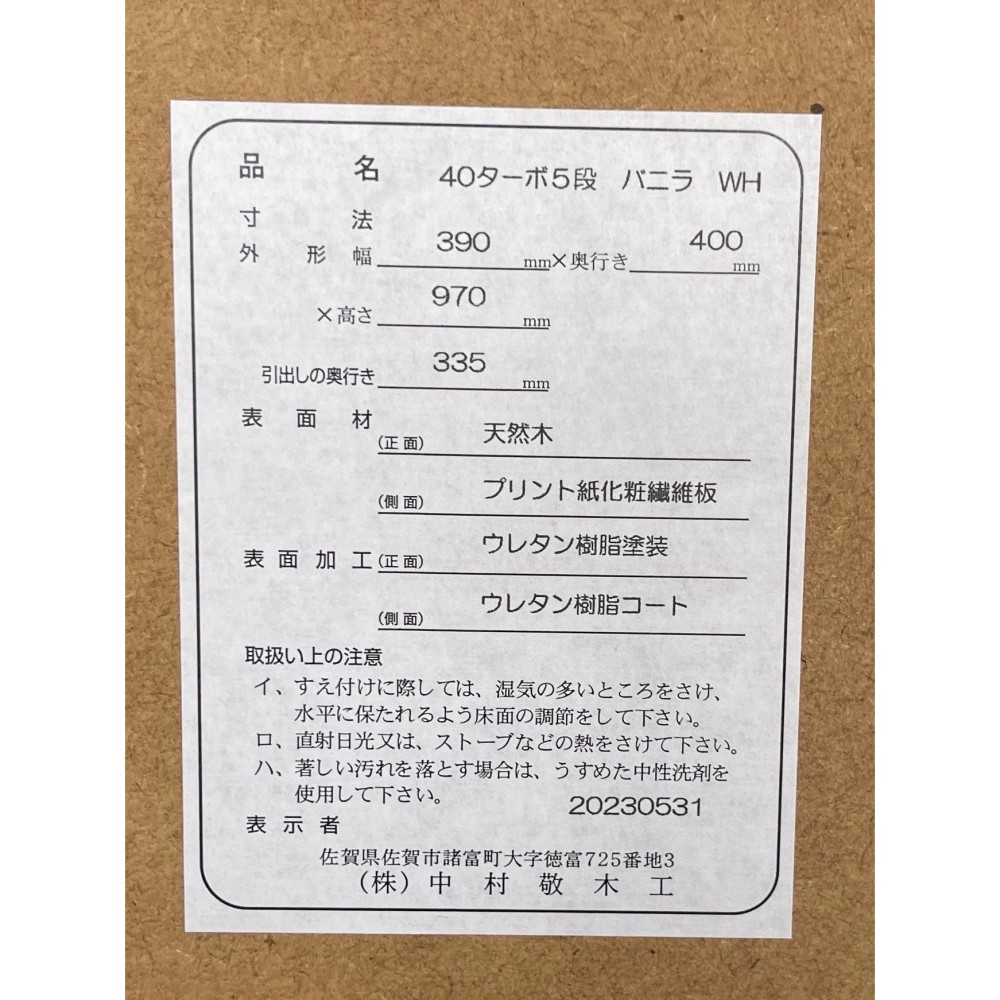 品名 40ターボ5段 バニラ WH
寸法
外形幅 390 mm×奥行き 400 mm
×高さ 970 mm
引出しの奥行き 335 mm
表面材 (正面) 天然木
(側面) プリント紙化粧繊維板
表面加工 (正面) ウレタン樹脂塗装
(側面) ウレタン樹脂コート
取扱い上の注意
イ、すえ付けに際しては、湿気の多いところをさけ、
水平に保たれるよう床面の調節をして下さい。
ロ、直射日光又は、ストーブなどの熱をさけて下さい。
ハ、著しい汚れを落とす場合は、うすめた中性洗剤を
使用して下さい。
20230531
表示者
佐賀県佐賀市諸富町大字徳富725番地3
(株)中村敬木工